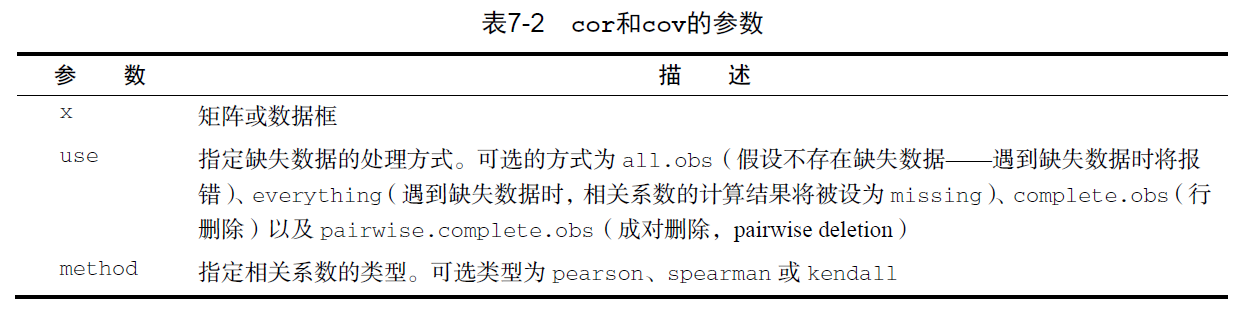 表7-2 cor和cov的参数
参 数 描 述
x 矩阵或数据框
use 指定缺失数据的处理方式。可选的方式为 all.obs（假设不存在缺失数据——遇到缺失数据时将报
错）、everything（遇到缺失数据时，相关系数的计算结果将被设为 missing）、complete.obs（行
删除）以及 pairwise.complete.obs（成对删除，pairwise deletion）
method 指定相关系数的类型。可选类型为 pearson、spearman 或 kendall